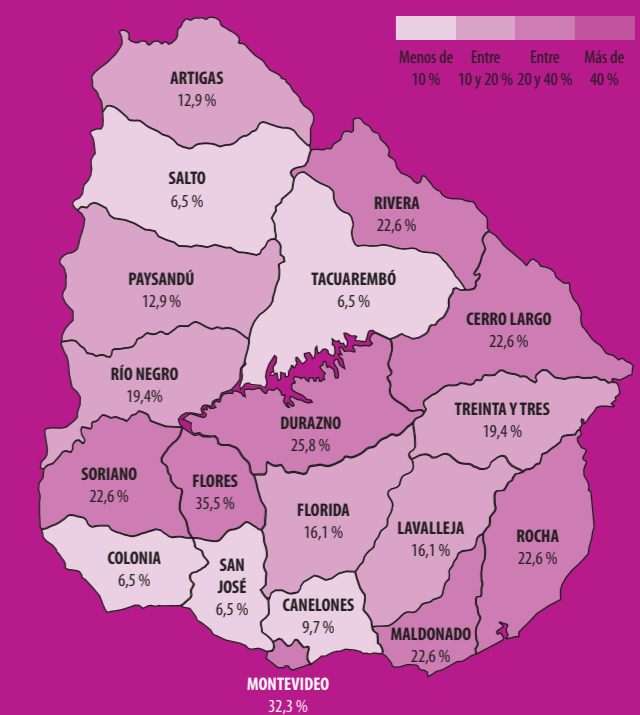 Menos de
10 %
Entre
10 y 20 %
Entre
20 y 40 %
Más de
40 %
ARTIGAS
12,9 %
SALTO
6,5 %
RIVERA
22,6 %
PAYSANDÚ
12,9 %
TACUAREMBÓ
6,5 %
CERRO LARGO
22,6 %
RÍO NEGRO
19,4%
DURAZNO
25,8 %
TREINTA Y TRES
19,4 %
SORIANO
22,6 %
FLORES
35,5 %
FLORIDA
16,1 %
LAVALLEJA
16,1 %
ROCHA
22,6 %
COLONIA
6,5 %
SAN
JOSÉ
6,5 %
CANELONES
9,7 %
MALDONADO
22,6 %
MONTEVIDEO
32,3 %